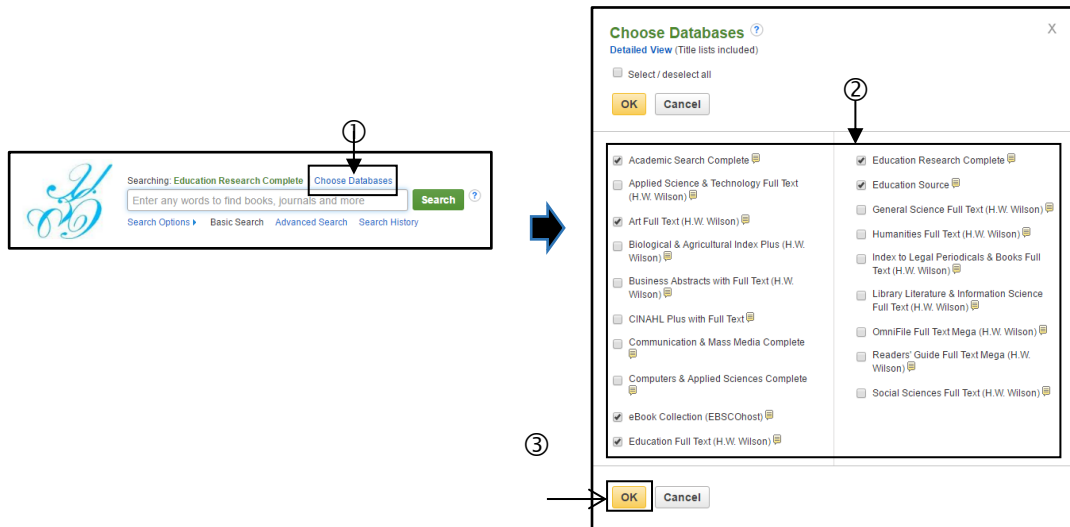 ①
Searching: Education Research Complete Choose Databases
Enter any words to find books, journals and more Search ?
Search Options Basic Search Advanced Search Search History
Choose Databases ? X
Detailed View (Title lists included)
Select / deselect all
OK Cancel
②
Academic Search Complete
Applied Science & Technology Full Text
(H.W. Wilson)
Art Full Text (H.W. Wilson)
Biological & Agricultural Index Plus (H.W.
Wilson)
Business Abstracts with Full Text (H.W.
Wilson)
CINAHL Plus with Full Text
Communication & Mass Media Complete
Computers & Applied Sciences Complete
eBook Collection (EBSCOhost)
Education Full Text (H.W. Wilson)
Education Research Complete
Education Source
General Science Full Text (H.W. Wilson)
Humanities Full Text (H.W. Wilson)
Index to Legal Periodicals & Books Full
Text (H.W. Wilson)
Library Literature & Information Science
Full Text (H.W. Wilson)
OmniFile Full Text Mega (H.W. Wilson)
Readers' Guide Full Text Mega (H.W.
Wilson)
Social Sciences Full Text (H.W. Wilson)
③
OK Cancel